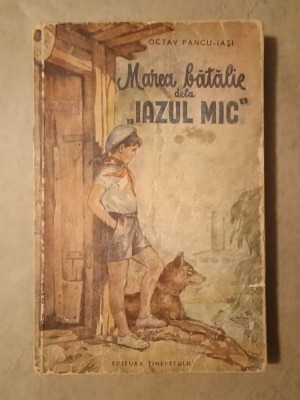 OCTAV PANCU-IAȘI
Marea bătălie
dela
„IAZUL MIC"
EDITURA TINERETULUI